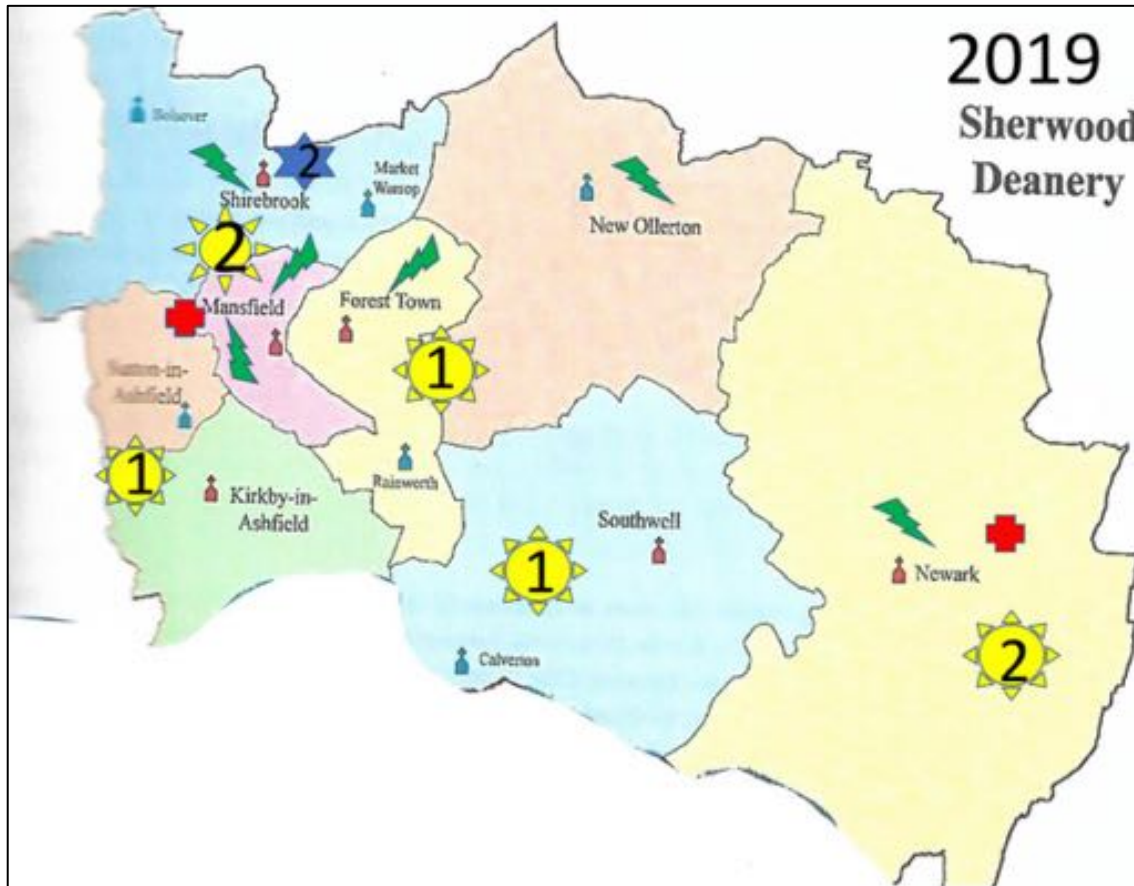 2019
Sherwood
Deanery
Bolsover
2
Market
Warsop
Shirebrook
New Ollerton
2
Mansfield
Forest Town
1
Sutton-in-
Ashfield
1
Kirkby-in-
Ashfield
Rainworth
Southwell
1
Newark
Calverton
2